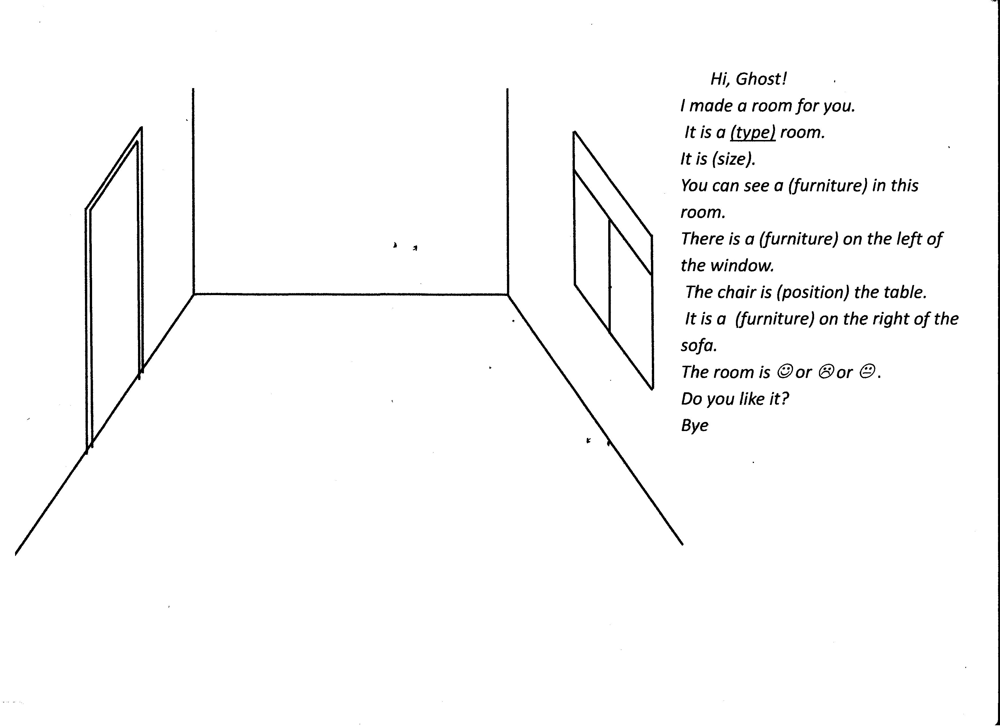 Hi, Ghost!
I made a room for you.
It is a (type) room.
It is (size).
You can see a (furniture) in this
room.
There is a (furniture) on the left of
the window.
The chair is (position) the table.
It is a (furniture) on the right of the
sofa.
The room is ☺ or ☹ or 😐.
Do you like it?
Bye